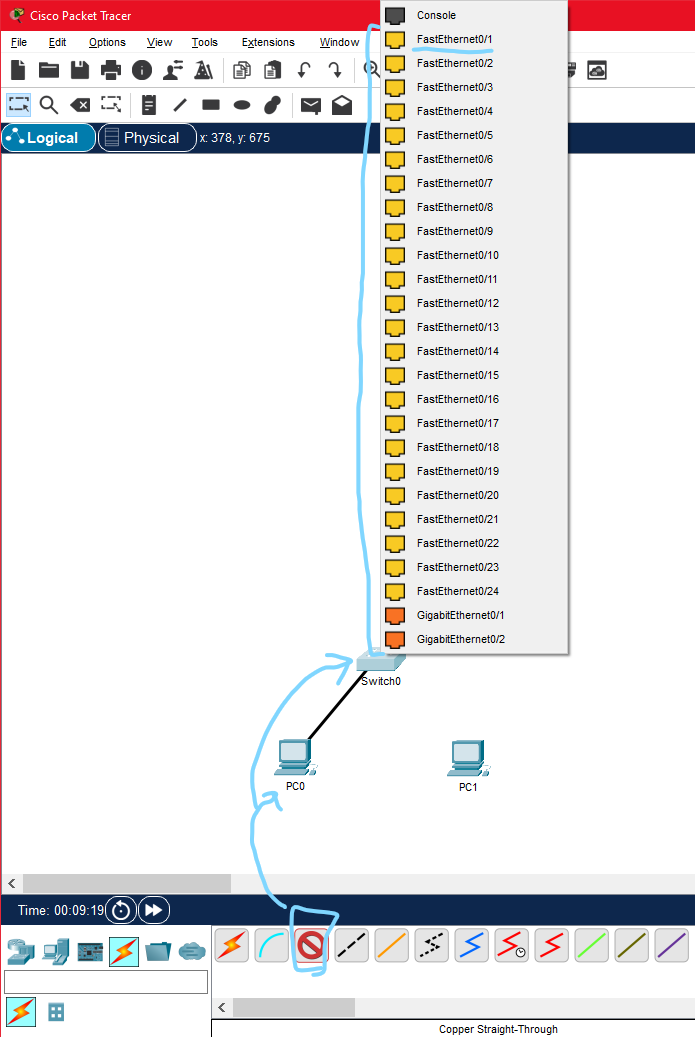 Cisco Packet Tracer
File Edit Options View Tools Extensions Window
Logical Physical x: 378, y: 675
Console
FastEthernet0/1
FastEthernet0/2
FastEthernet0/3
FastEthernet0/4
FastEthernet0/5
FastEthernet0/6
FastEthernet0/7
FastEthernet0/8
FastEthernet0/9
FastEthernet0/10
FastEthernet0/11
FastEthernet0/12
FastEthernet0/13
FastEthernet0/14
FastEthernet0/15
FastEthernet0/16
FastEthernet0/17
FastEthernet0/18
FastEthernet0/19
FastEthernet0/20
FastEthernet0/21
FastEthernet0/22
FastEthernet0/23
FastEthernet0/24
GigabitEthernet0/1
GigabitEthernet0/2
Switch0
PC0
PC1
Time: 00:09:19
Copper Straight-Through